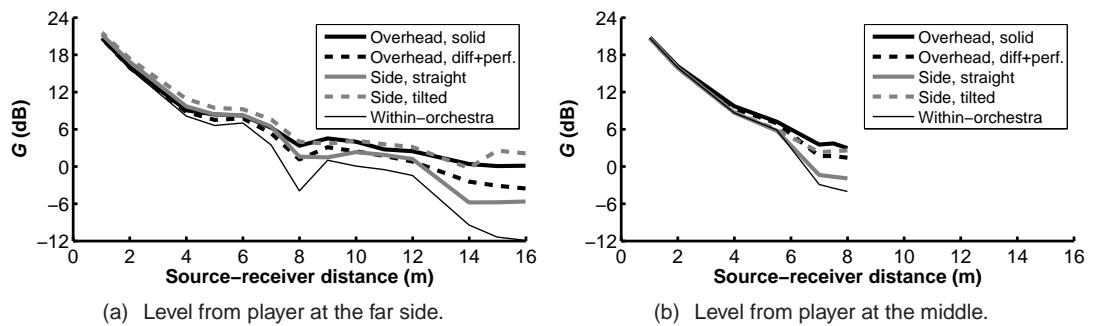 24
18
12
6
0
−6
−12
G (dB)
0 2 4 6 8 10 12 14 16
Source−receiver distance (m)
Overhead, solid
Overhead, diff+perf.
Side, straight
Side, tilted
Within−orchestra
(a) Level from player at the far side.
24
18
12
6
0
−6
−12
G (dB)
0 2 4 6 8 10 12 14 16
Source−receiver distance (m)
Overhead, solid
Overhead, diff+perf.
Side, straight
Side, tilted
Within−orchestra
(b) Level from player at the middle.